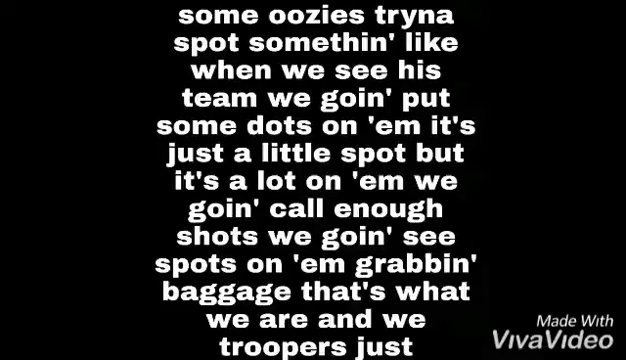 some oozies tryna
spot somethin' like
when we see his
team we goin' put
some dots on 'em it's
just a little spot but
it's a lot on 'em we
goin' call enough
shots we goin' see
spots on 'em grabbin'
baggage that's what
we are and we
troopers just
Made With
VivaVideo